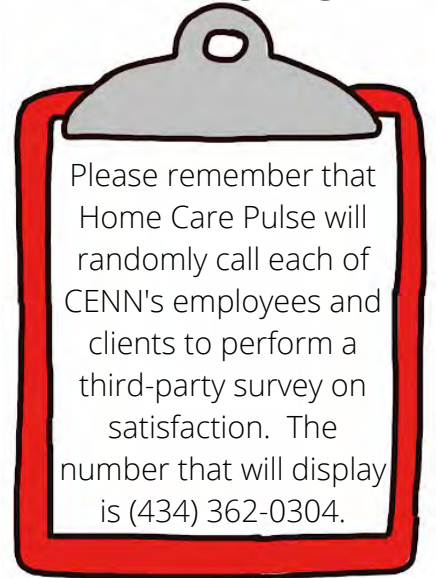 Please remember that
Home Care Pulse will
randomly call each of
CENN's employees and
clients to perform a
third-party survey on
satisfaction. The
number that will display
is (434) 362-0304.